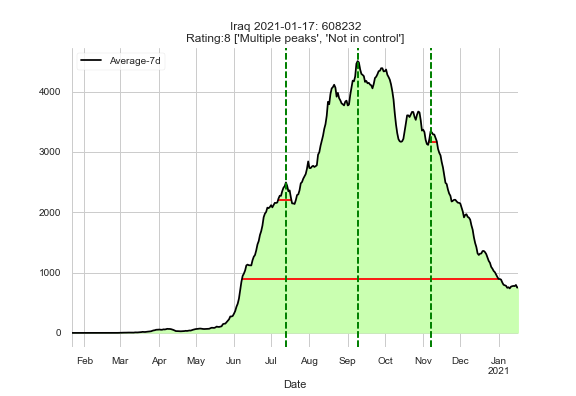 Iraq 2021-01-17: 608232
Rating:8 ['Multiple peaks', 'Not in control']
Average-7d
4000
3000
2000
1000
0
Feb Mar Apr May Jun Jul Aug Sep Oct Nov Dec Jan
2021
Date